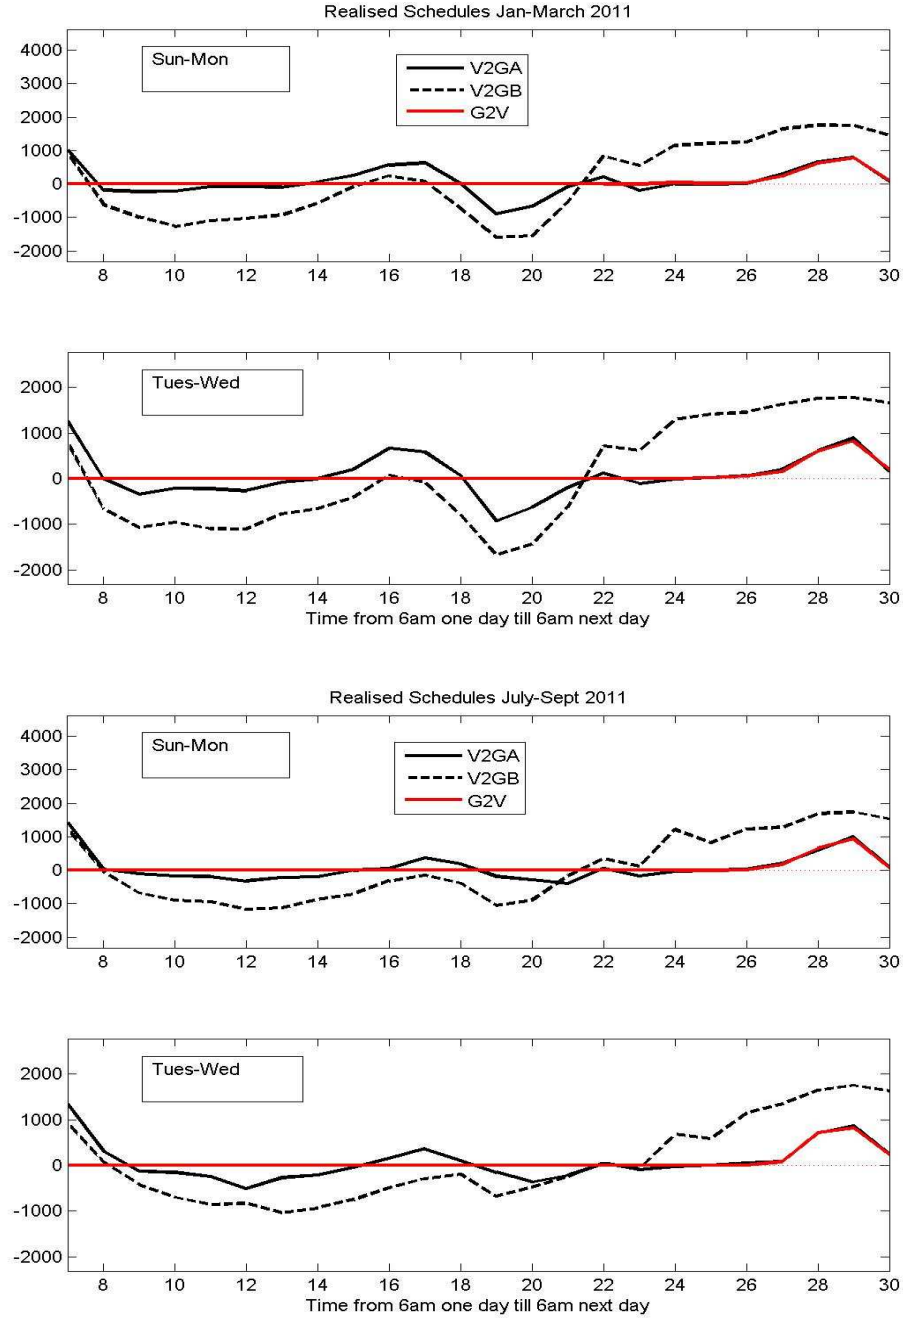 Realised Schedules Jan-March 2011
4000
3000
2000
1000
0
-1000
-2000
Sun-Mon
V2GA
V2GB
G2V
8 10 12 14 16 18 20 22 24 26 28 30
2000
1000
0
-1000
-2000
Tues-Wed
8 10 12 14 16 18 20 22 24 26 28 30
Time from 6am one day till 6am next day
Realised Schedules July-Sept 2011
4000
3000
2000
1000
0
-1000
-2000
Sun-Mon
V2GA
V2GB
G2V
8 10 12 14 16 18 20 22 24 26 28 30
2000
1000
0
-1000
-2000
Tues-Wed
8 10 12 14 16 18 20 22 24 26 28 30
Time from 6am one day till 6am next day